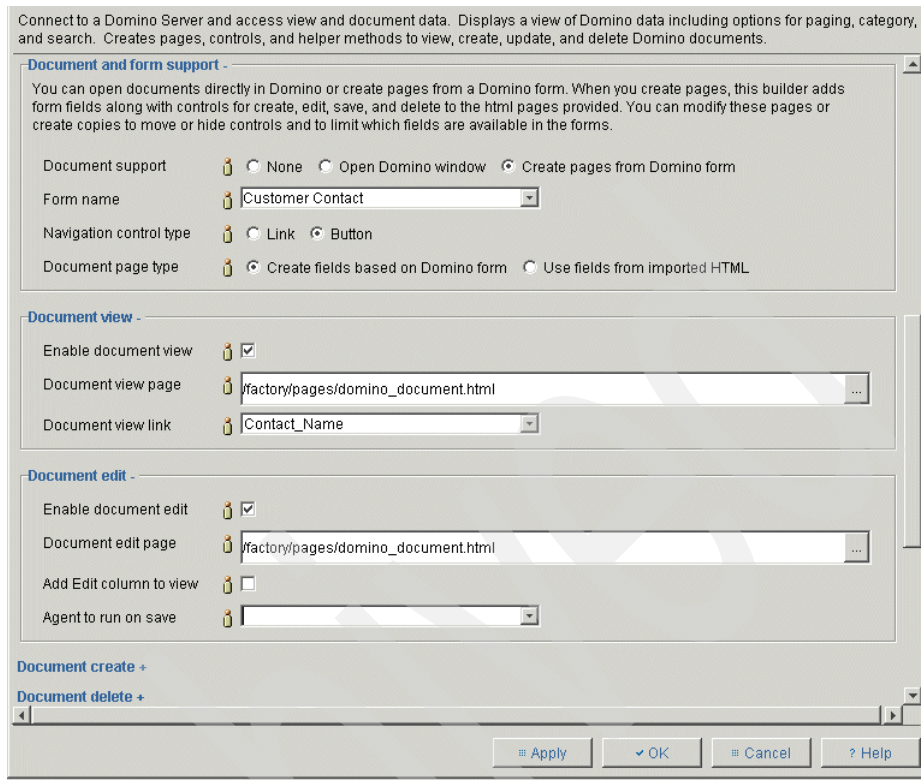 Connect to a Domino Server and access view and document data. Displays a view of Domino data including options for paging, category,
and search. Creates pages, controls, and helper methods to view, create, update, and delete Domino documents.
Document and form support -
You can open documents directly in Domino or create pages from a Domino form. When you create pages, this builder adds
form fields along with controls for create, edit, save, and delete to the html pages provided. You can modify these pages or
create copies to move or hide controls and to limit which fields are available in the forms.
Document support None Open Domino window Create pages from Domino form
Form name Customer Contact
Navigation control type Link Button
Document page type Create fields based on Domino form Use fields from imported HTML
Document view -
Enable document view
Document view page /factory/pages/domino_document.html ...
Document view link Contact_Name
Document edit -
Enable document edit
Document edit page /factory/pages/domino_document.html ...
Add Edit column to view
Agent to run on save
Document create +
Document delete +
Apply OK Cancel ? Help